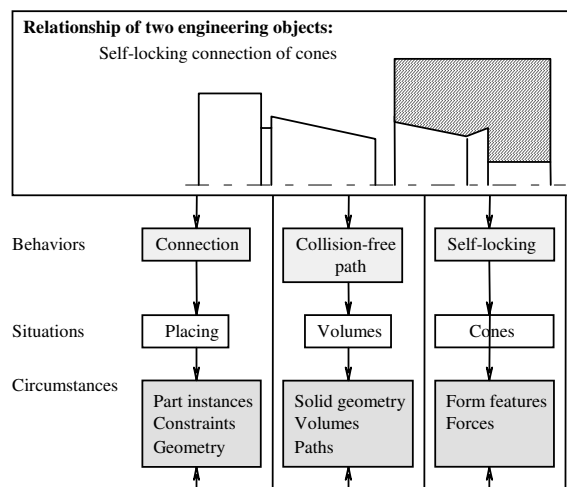 Relationship of two engineering objects:
Self-locking connection of cones
Behaviors
Connection
Collision-free
path
Self-locking
Situations
Placing
Volumes
Cones
Circumstances
Part instances
Constraints
Geometry
Solid geometry
Volumes
Paths
Form features
Forces